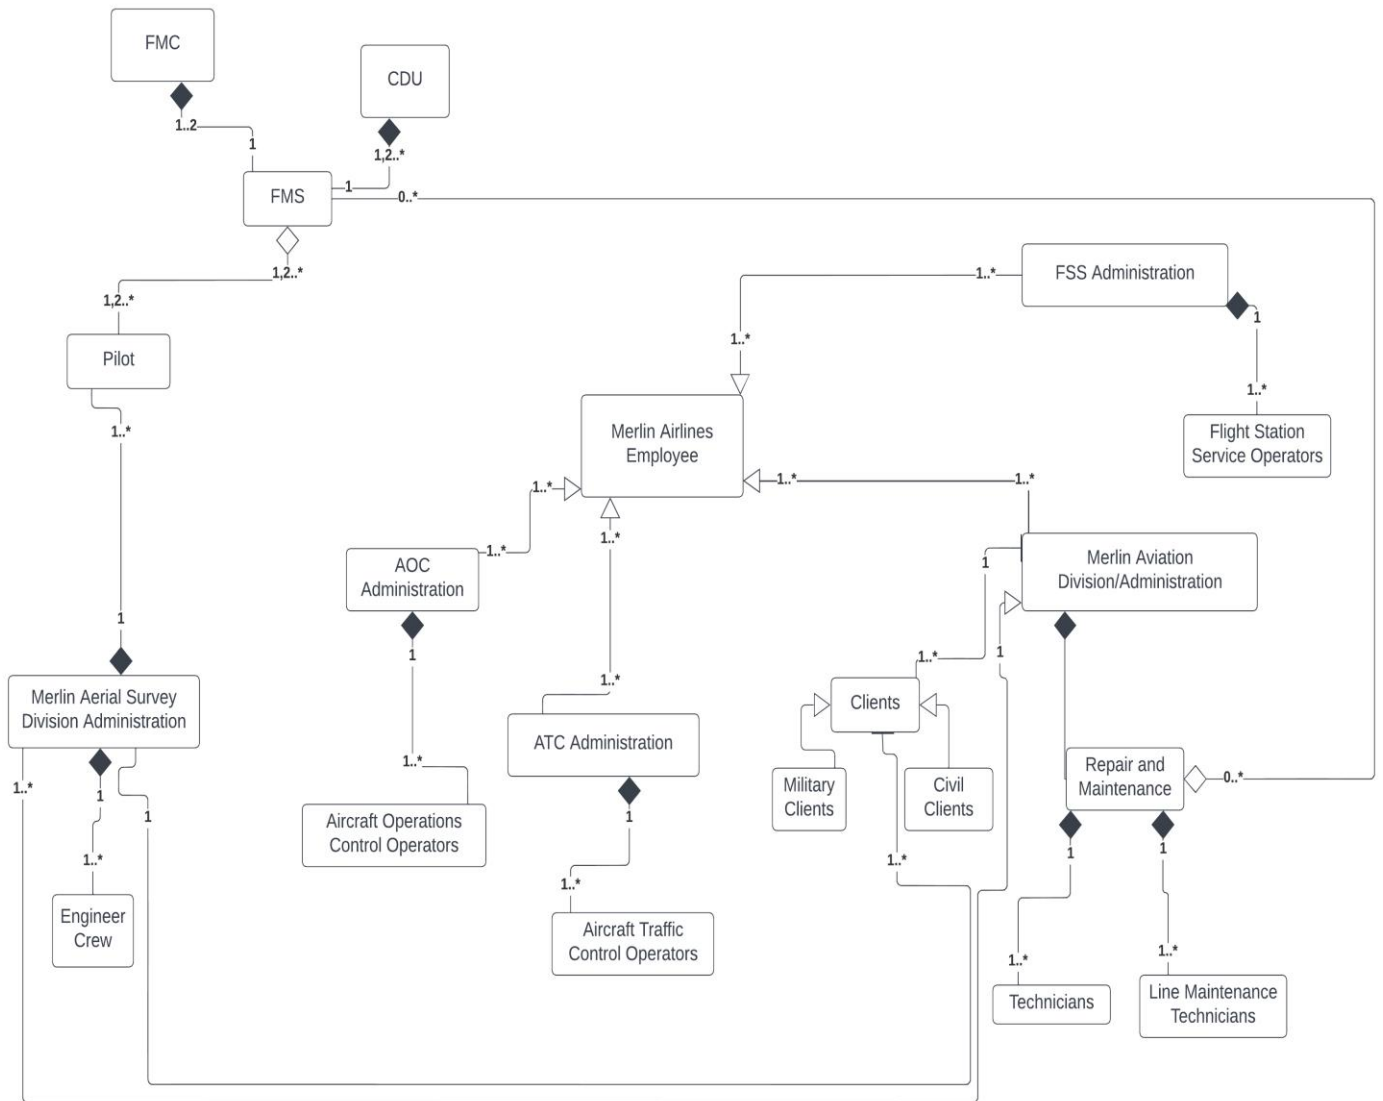 FMC
CDU
1..2
1
1,2..*
FMS
1
0..*
1,2..*
1,2..*
Pilot
1..*
1
Merlin Aerial Survey
Division Administration
1..*
1
1
1..*
Engineer
Crew
FSS Administration
1..*
1
1..*
1..*
Flight Station
Service Operators
Merlin Airlines
Employee
1..*
1..*
1..*
1..*
1..*
AOC
Administration
1
1..*
Aircraft Operations
Control Operators
1..*
ATC Administration
1
1..*
Aircraft Traffic
Control Operators
Merlin Aviation
Division/Administration
1
1
1..*
Clients
Military
Clients
Civil
Clients
1..*
Repair and
Maintenance
0..*
1
1
1..*
1..*
Technicians
Line Maintenance
Technicians